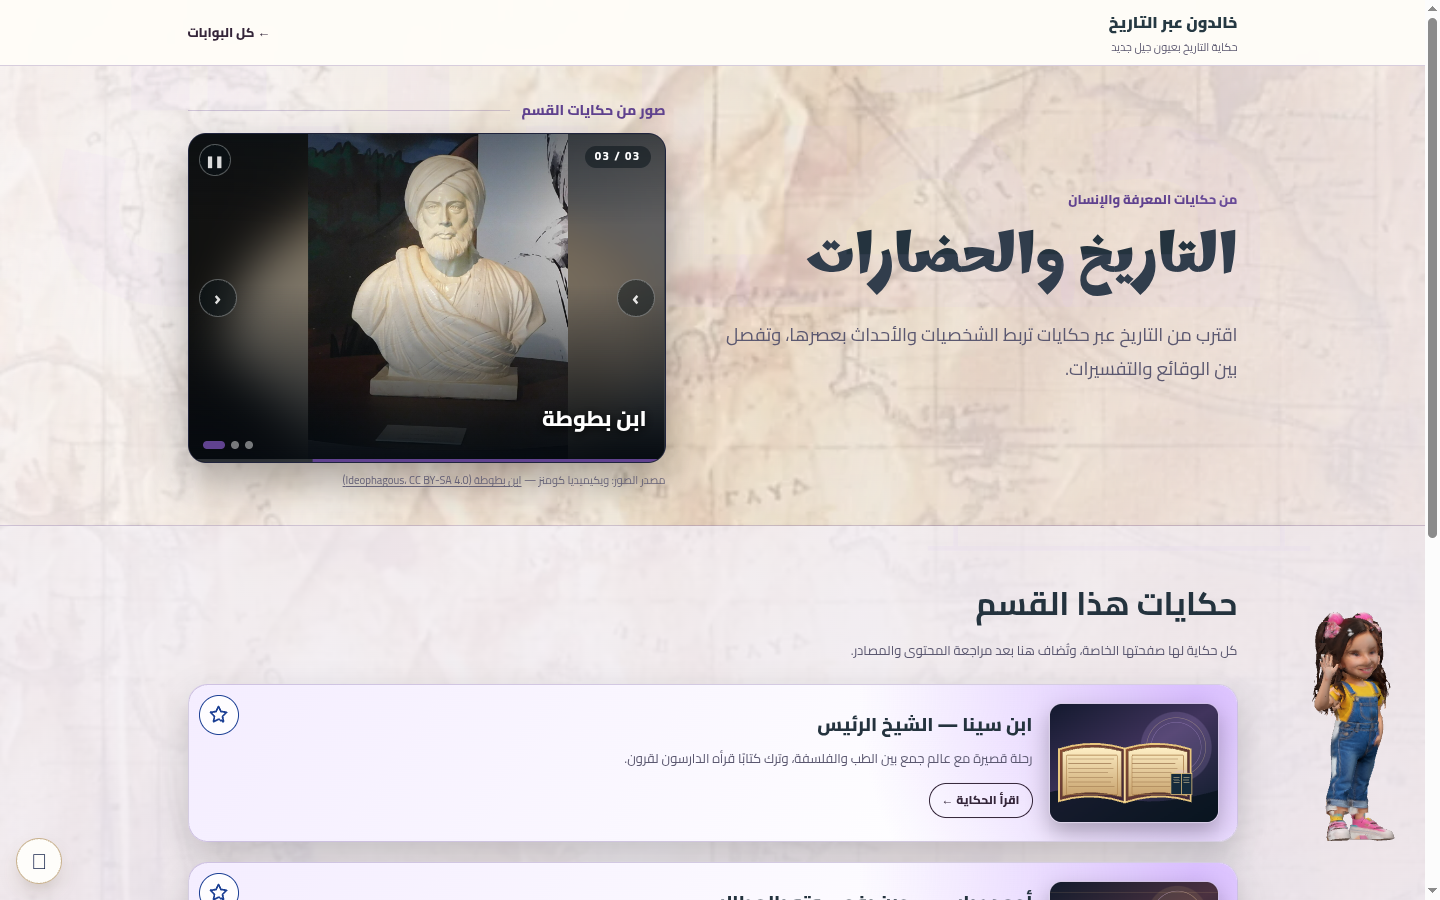 خالدون عبر التاريخ
حكاية التاريخ بعيون جيل جديد
كل البوابات ←
من حكايات المعرفة والإنسان
التاريخ والحضارات
اقترب من التاريخ عبر حكايات تربط الشخصيات والأحداث بعصرها، وتفصل
بين الوقائع والتفسيرات.
صور من حكايات القسم
03 / 03
ابن بطوطة
مصدر الصور: ويكيميديا كومنز — ابن بطوطة (Ideophagous، CC BY-SA 4.0)
حكايات هذا القسم
كل حكاية لها صفحتها الخاصة، وتُضاف هنا بعد مراجعة المحتوى والمصادر.
ابن سينا — الشيخ الرئيس
رحلة قصيرة مع عالم جمع بين الطب والفلسفة، وترك كتابًا قرأه الدارسون لقرون.
اقرأ الحكاية ←